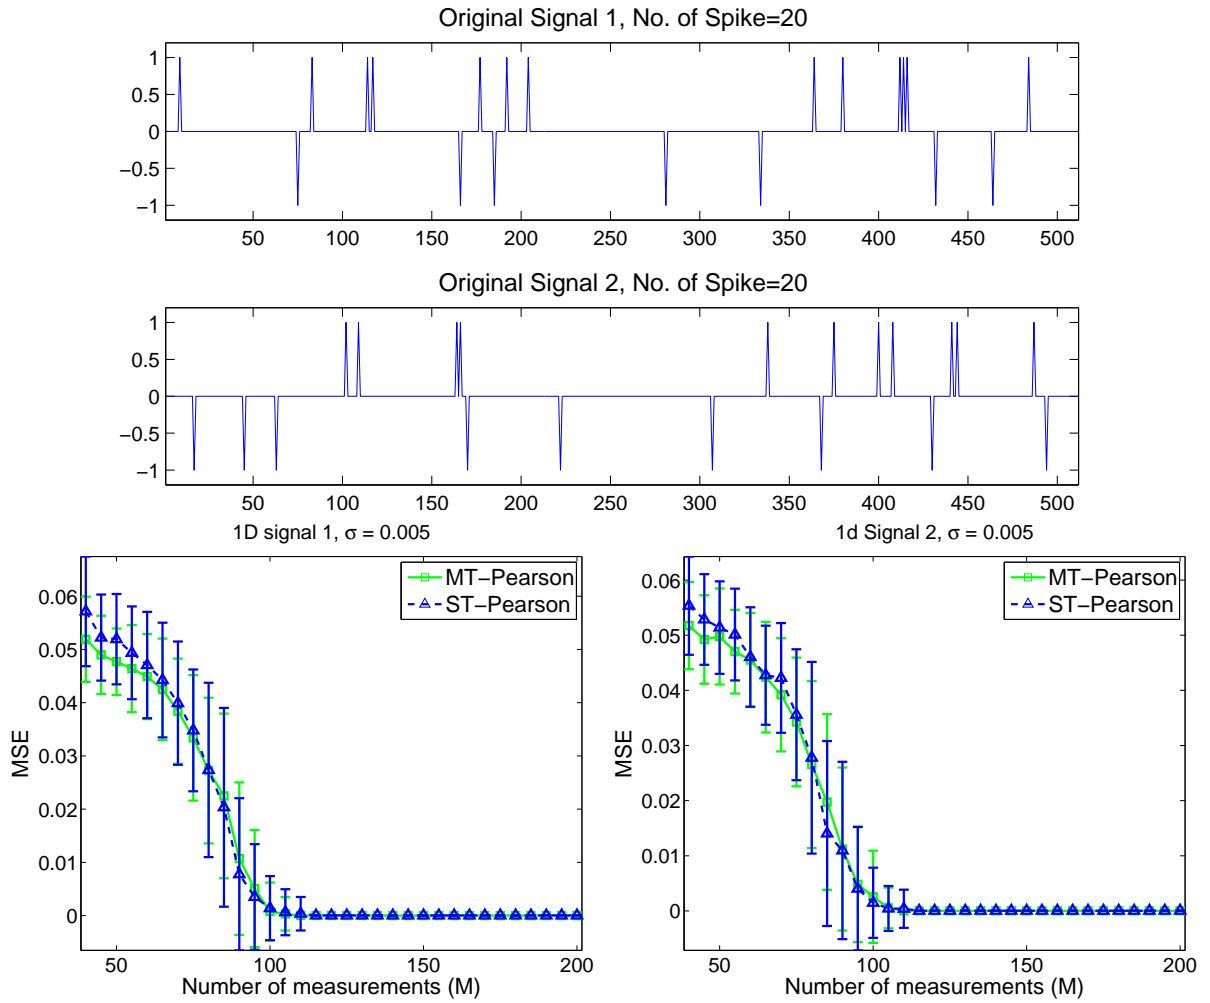 Original Signal 1, No. of Spike=20
1
0.5
0
−0.5
−1
50 100 150 200 250 300 350 400 450 500
Original Signal 2, No. of Spike=20
1
0.5
0
−0.5
−1
50 100 150 200 250 300 350 400 450 500
1D signal 1, σ = 0.005
MT−Pearson
ST−Pearson
0.06
0.05
0.04
0.03
0.02
0.01
0
MSE
50 100 150 200
Number of measurements (M)
1d Signal 2, σ = 0.005
MT−Pearson
ST−Pearson
0.06
0.05
0.04
0.03
0.02
0.01
0
MSE
50 100 150 200
Number of measurements (M)